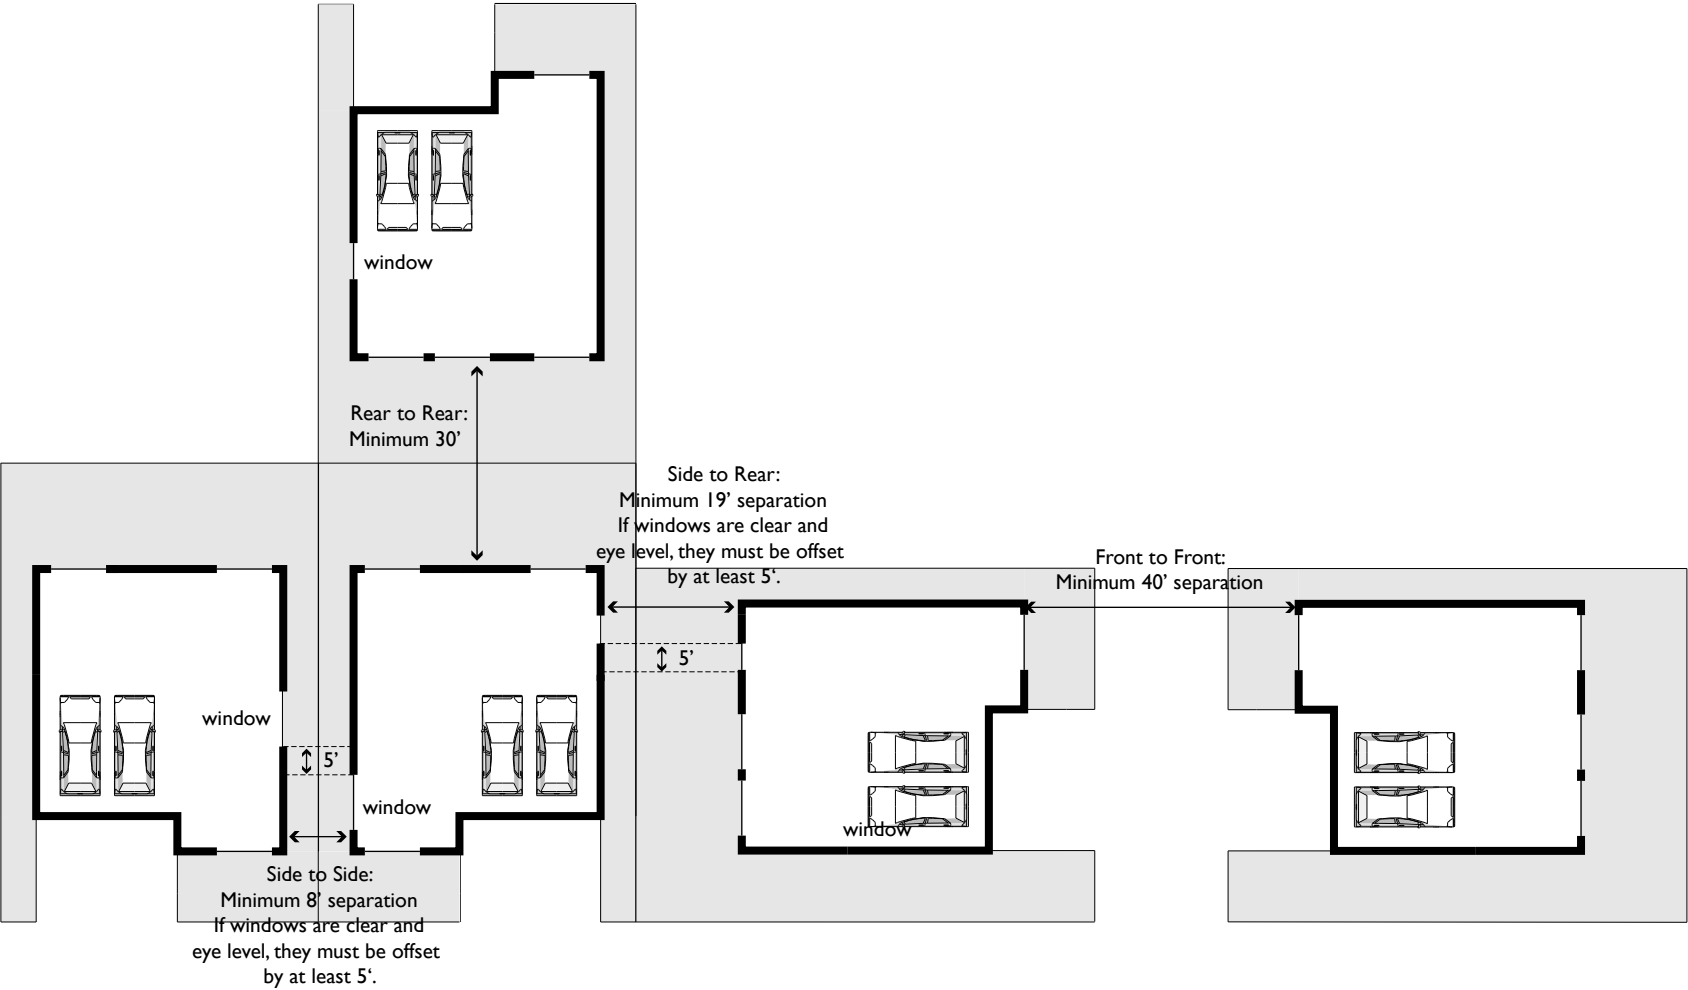 window
Rear to Rear:
Minimum 30’
Side to Rear:
Minimum 19’ separation
If windows are clear and
eye level, they must be offset
by at least 5‘.
Front to Front:
Minimum 40’ separation
5’
window
5’
window
window
Side to Side:
Minimum 8’ separation
If windows are clear and
eye level, they must be offset
by at least 5‘.